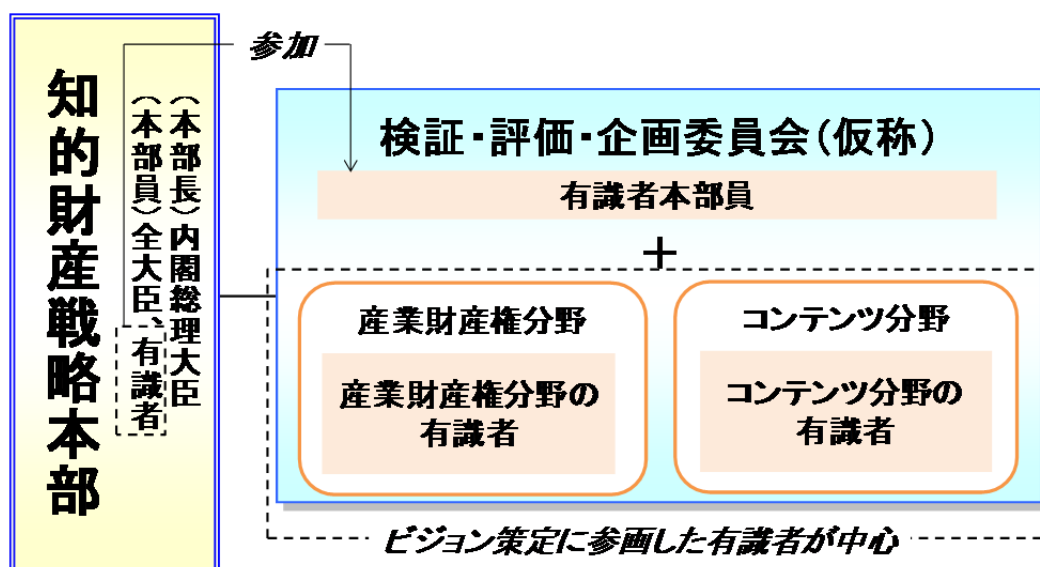 知的財産戦略本部
（本部長）内閣総理大臣
（本部員）全大臣、有識者
参加
検証・評価・企画委員会（仮称）
有識者本部員
＋
産業財産権分野
産業財産権分野の
有識者
コンテンツ分野
コンテンツ分野の
有識者
ビジョン策定に参画した有識者が中心